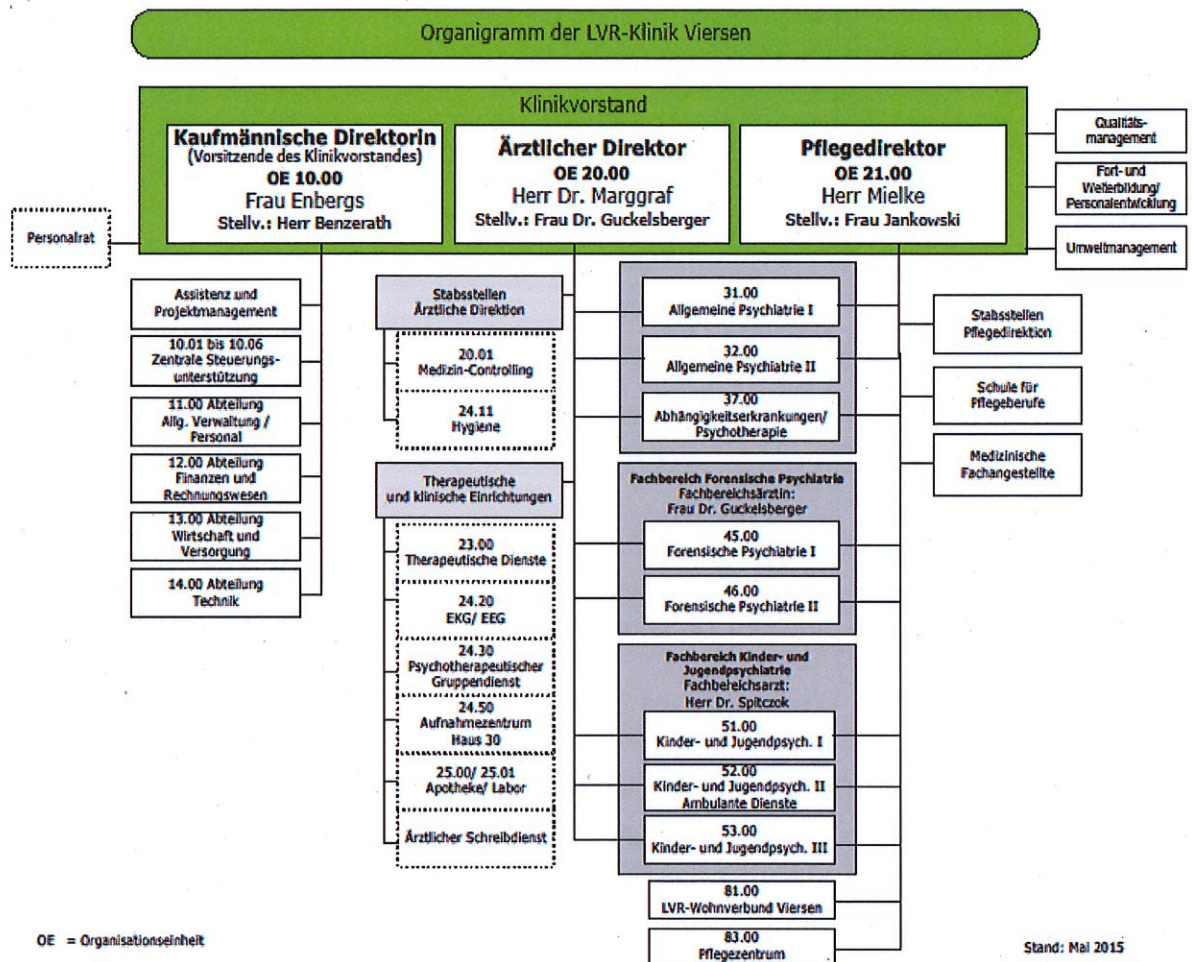 Organigramm der LVR-Klinik Viersen
Klinikvorstand
Kaufmännische Direktorin
(Vorsitzende des Klinikvorstandes)
OE 10.00
Frau Enbergs
Stellv.: Herr Benzerath
Ärztlicher Direktor
OE 20.00
Herr Dr. Marggraf
Stellv.: Frau Dr. Guckelsberger
Pflegedirektor
OE 21.00
Herr Mielke
Stellv.: Frau Jankowski
Qualitäts-
management
Fort- und
Weiterbildung/
Personalentwicklung
Umweltmanagement
Personalrat
Assistenz und
Projektmanagement
10.01 bis 10.06
Zentrale Steuerungs-
unterstützung
11.00 Abteilung
Allg. Verwaltung /
Personal
12.00 Abteilung
Finanzen und
Rechnungswesen
13.00 Abteilung
Wirtschaft und
Versorgung
14.00 Abteilung
Technik
Stabsstellen
Ärztliche Direktion
20.01
Medizin-Controlling
24.11
Hygiene
Therapeutische
und klinische Einrichtungen
23.00
Therapeutische Dienste
24.20
EKG/ EEG
24.30
Psychotherapeutischer
Gruppendienst
24.50
Aufnahmezentrum
Haus 30
25.00/ 25.01
Apotheke/ Labor
Ärztlicher Schreibdienst
31.00
Allgemeine Psychiatrie I
32.00
Allgemeine Psychiatrie II
37.00
Abhängigkeitserkrankungen/
Psychotherapie
Fachbereich Forensische Psychiatrie
Fachbereichsärztin:
Frau Dr. Guckelsberger
45.00
Forensische Psychiatrie I
46.00
Forensische Psychiatrie II
Fachbereich Kinder- und
Jugendpsychiatrie
Fachbereichsarzt:
Herr Dr. Spitczok
51.00
Kinder- und Jugendpsych. I
52.00
Kinder- und Jugendpsych. II
Ambulante Dienste
53.00
Kinder- und Jugendpsych. III
81.00
LVR-Wohnverbund Viersen
83.00
Pflegezentrum
Stabsstellen
Pflegedirektion
Schule für
Pflegeberufe
Medizinische
Fachangestellte
OE = Organisationseinheit
Stand: Mai 2015